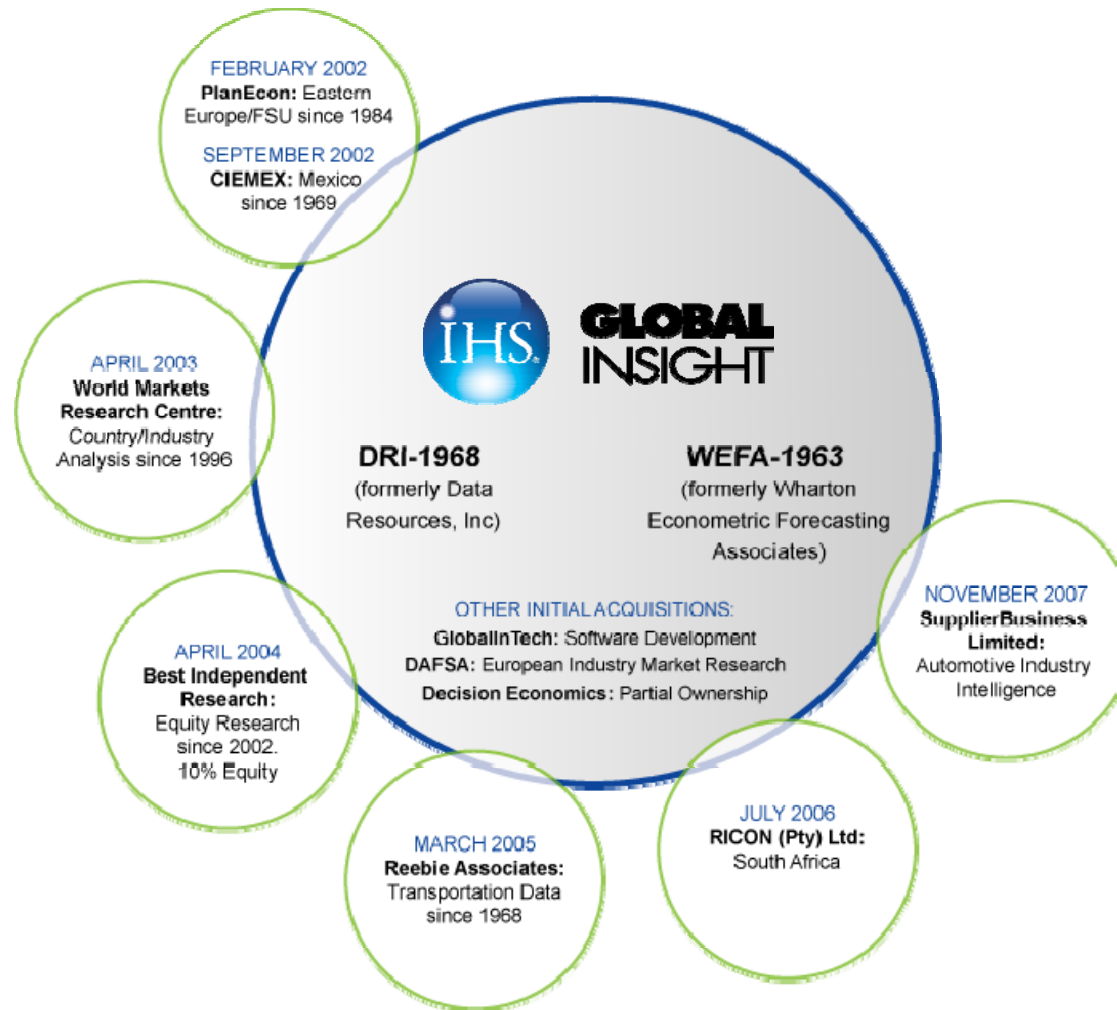 FEBRUARY 2002
PlanEcon: Eastern
Europe/FSU since 1984
SEPTEMBER 2002
CIEMEX: Mexico
since 1969
IHS®
GLOBAL
INSIGHT
APRIL 2003
World Markets
Research Centre:
Country/Industry
Analysis since 1996
DRI-1968
(formerly Data
Resources, Inc)
WEFA-1963
(formerly Wharton
Econometric Forecasting
Associates)
OTHER INITIAL ACQUISITIONS:
GlobalInTech: Software Development
DAFSA: European Industry Market Research
Decision Economics: Partial Ownership
NOVEMBER 2007
SupplierBusiness
Limited:
Automotive Industry
Intelligence
APRIL 2004
Best Independent
Research:
Equity Research
since 2002.
10% Equity
MARCH 2005
Reebie Associates:
Transportation Data
since 1968
JULY 2006
RICON (Pty) Ltd:
South Africa